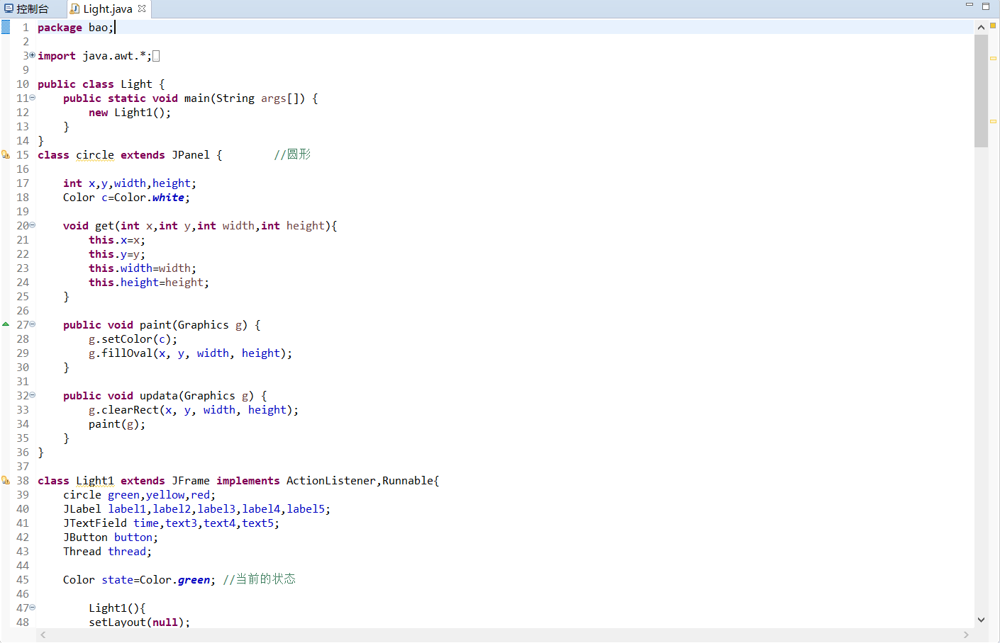 控制台 Light.java
1 package bao;
2
3 import java.awt.*;
9
10 public class Light {
11 public static void main(String args[]) {
12 new Light1();
13 }
14 }
15 class circle extends JPanel { //圆形
16
17 int x,y,width,height;
18 Color c=Color.white;
19
20 void get(int x,int y,int width,int height){
21 this.x=x;
22 this.y=y;
23 this.width=width;
24 this.height=height;
25 }
26
27 public void paint(Graphics g) {
28 g.setColor(c);
29 g.fillOval(x, y, width, height);
30 }
31
32 public void updata(Graphics g) {
33 g.clearRect(x, y, width, height);
34 paint(g);
35 }
36 }
37
38 class Light1 extends JFrame implements ActionListener,Runnable{
39 circle green,yellow,red;
40 JLabel label1,label2,label3,label4,label5;
41 JTextField time,text3,text4,text5;
42 JButton button;
43 Thread thread;
44
45 Color state=Color.green; //当前的状态
46
47 Light1(){
48 setLayout(null);